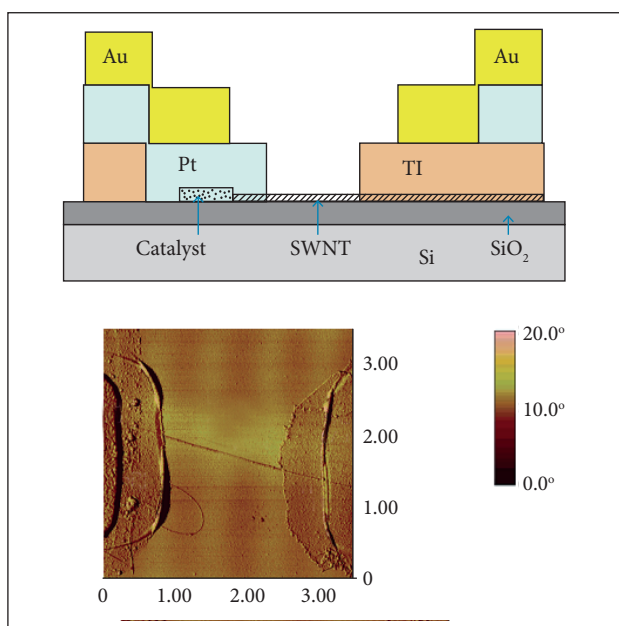 Au Au
Pt TI
Catalyst SWNT Si SiO₂
20.0º
3.00
10.0º
2.00
0.0º
1.00
0
0 1.00 2.00 3.00